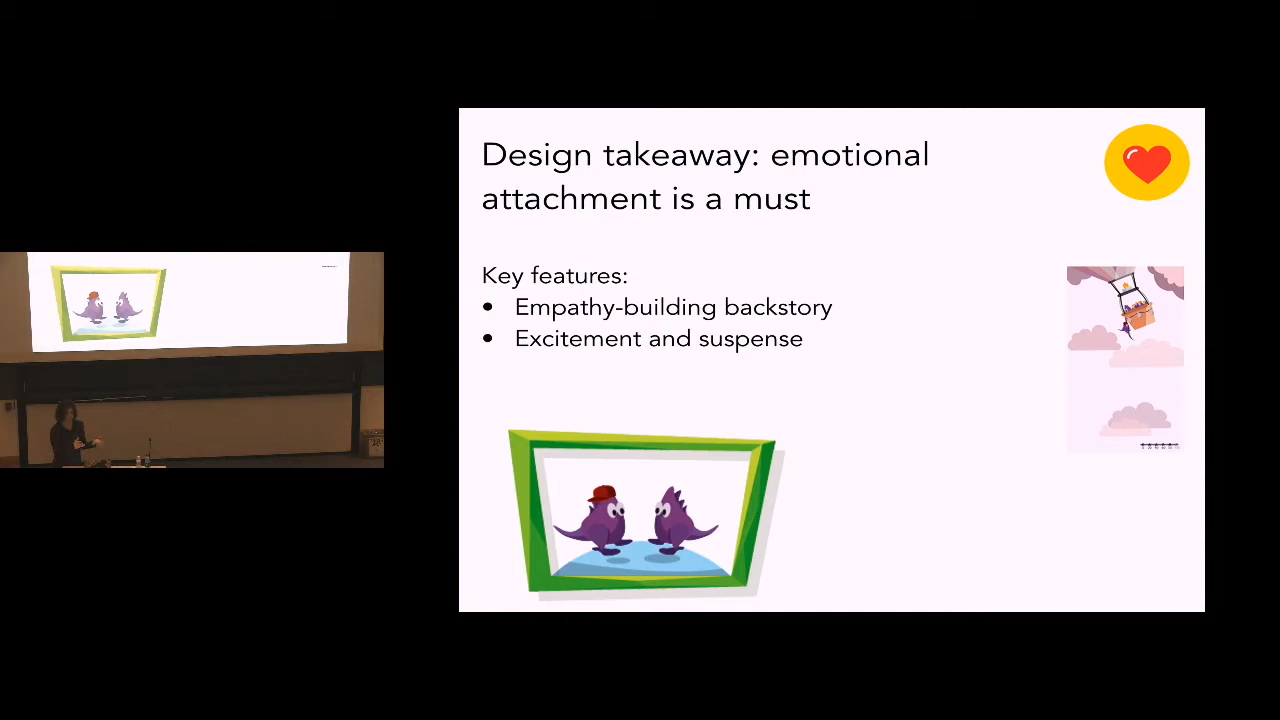 Design takeaway: emotional
attachment is a must
Key features:
• Empathy-building backstory
• Excitement and suspense